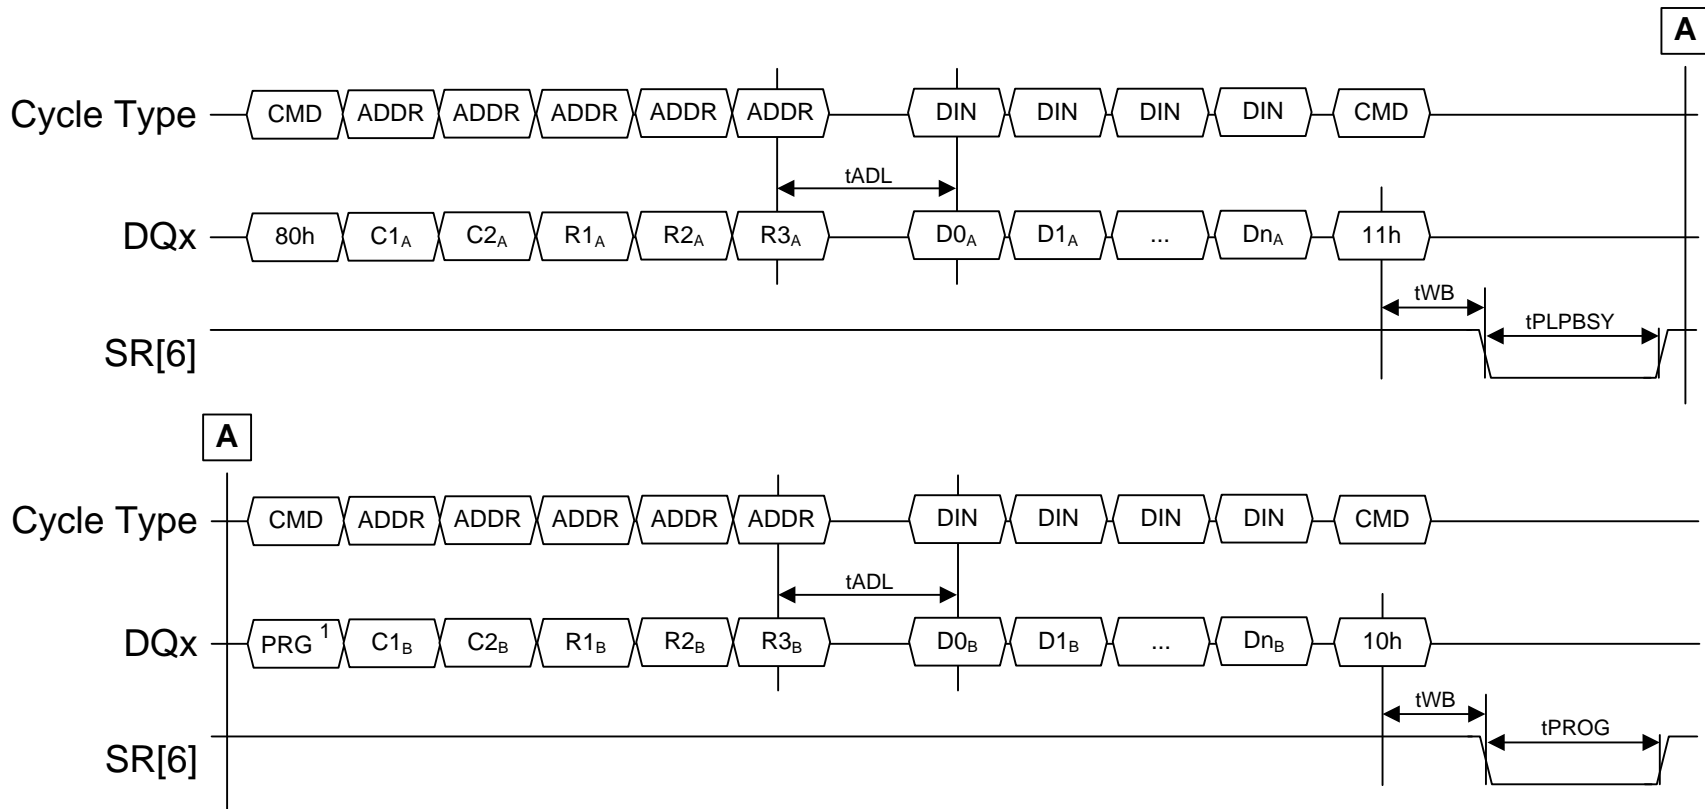 A
Cycle Type CMD ADDR ADDR ADDR ADDR ADDR DIN DIN DIN DIN CMD
tADL
DQx 80h C1A C2A R1A R2A R3A D0A D1A ... DnA 11h
tWB
tPLPBSY
SR[6]
A
Cycle Type CMD ADDR ADDR ADDR ADDR ADDR DIN DIN DIN DIN CMD
tADL
DQx PRG 1 C1B C2B R1B R2B R3B D0B D1B ... DnB 10h
tWB
tPROG
SR[6]